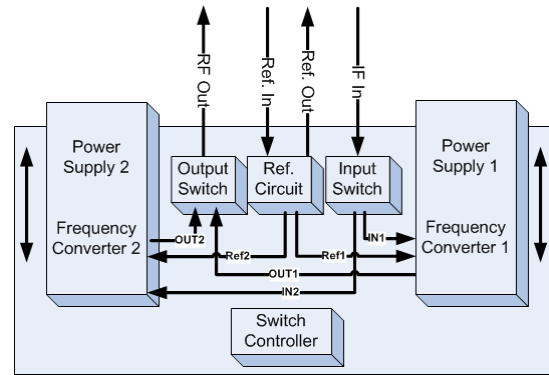 RF Out
Ref. In
Ref. Out
IF In
Power
Supply 2
Frequency
Converter 2
Output
Switch
Ref.
Circuit
Input
Switch
Power
Supply 1
Frequency
Converter 1
OUT2
IN1
Ref2
Ref1
OUT1
IN2
Switch
Controller